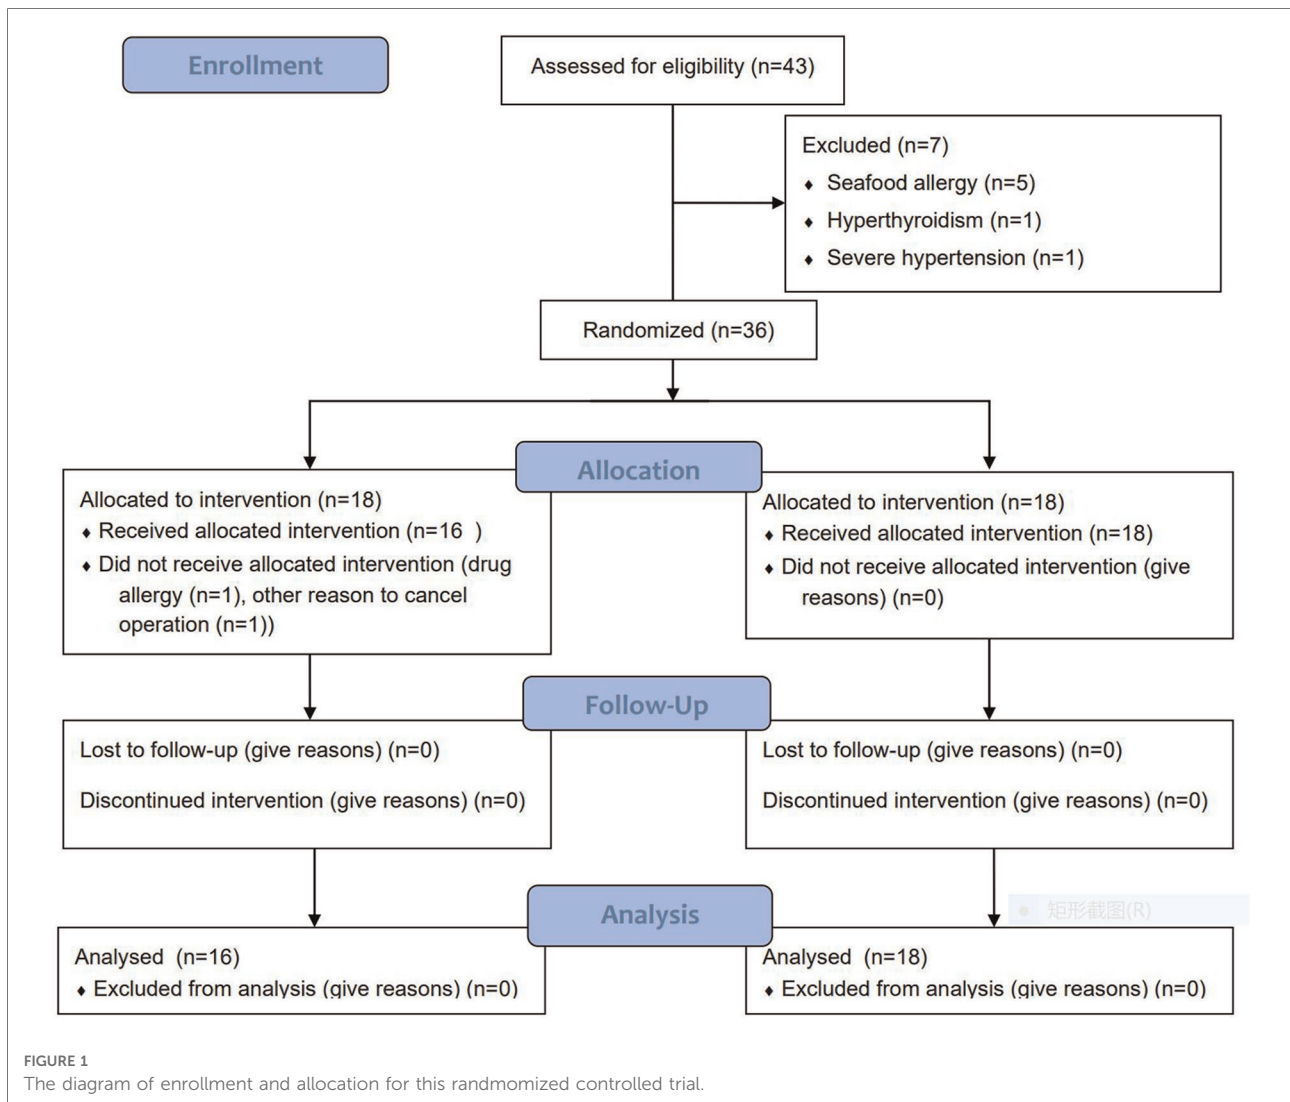 Enrollment
Assessed for eligibility (n=43)
Excluded (n=7)
♦ Seafood allergy (n=5)
♦ Hyperthyroidism (n=1)
♦ Severe hypertension (n=1)
Randomized (n=36)
Allocation
Allocated to intervention (n=18)
♦ Received allocated intervention (n=16 )
♦ Did not receive allocated intervention (drug
allergy (n=1), other reason to cancel
operation (n=1))
Allocated to intervention (n=18)
♦ Received allocated intervention (n=18)
♦ Did not receive allocated intervention (give
reasons) (n=0)
Follow-Up
Lost to follow-up (give reasons) (n=0)
Discontinued intervention (give reasons) (n=0)
Lost to follow-up (give reasons) (n=0)
Discontinued intervention (give reasons) (n=0)
Analysis
● 矩形截图(R)
Analysed (n=16)
♦ Excluded from analysis (give reasons) (n=0)
Analysed (n=18)
♦ Excluded from analysis (give reasons) (n=0)
FIGURE 1
The diagram of enrollment and allocation for this randmomized controlled trial.